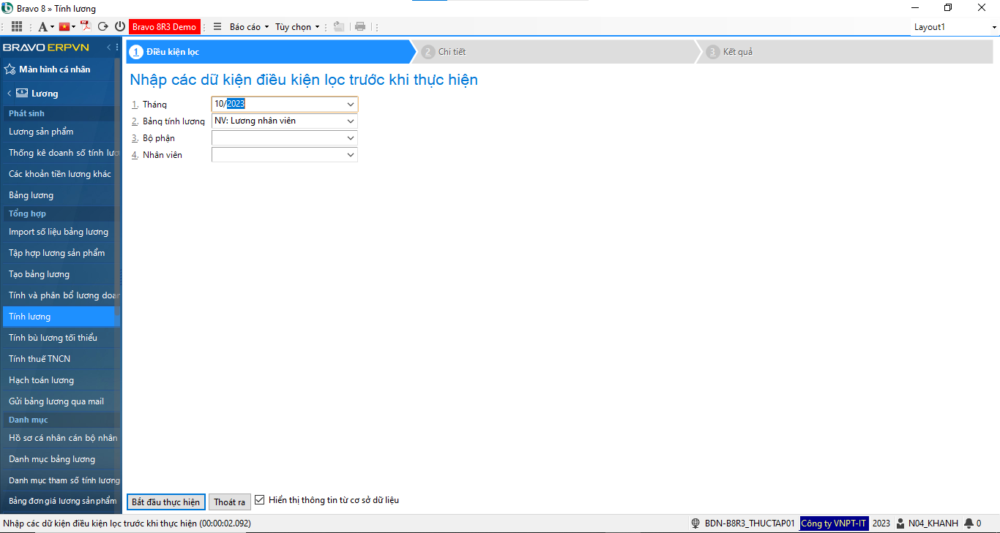 Bravo 8 » Tính lương
Bravo 8R3 Demo
Báo cáo
Tùy chọn
Layout1
BRAVO ERPVN
Màn hình cá nhân
Lương
Phát sinh
Lương sản phẩm
Thống kê doanh số tính lươ
Các khoản tiền lương khác
Bảng lương
Tổng hợp
Import số liệu bảng lương
Tập hợp lương sản phẩm
Tạo bảng lương
Tính và phân bổ lương doan
Tính lương
Tính bù lương tối thiểu
Tính thuế TNCN
Hạch toán lương
Gửi bảng lương qua mail
Danh mục
Hồ sơ cá nhân cán bộ nhân
Danh mục bảng lương
Danh mục tham số tính lương
Bảng đơn giá lương sản phẩm
1 Điều kiện lọc
2 Chi tiết
3 Kết quả
Nhập các dữ kiện điều kiện lọc trước khi thực hiện
1. Tháng 10/2023
2. Bảng tính lương NV: Lương nhân viên
3. Bộ phận
4. Nhân viên
Bắt đầu thực hiện
Thoát ra
Hiển thị thông tin từ cơ sở dữ liệu
Nhập các dữ kiện điều kiện lọc trước khi thực hiện (00:00:02.092)
BDN-B8R3_THUCTAP01
Công ty VNPT-IT
2023
N04_KHANH
0